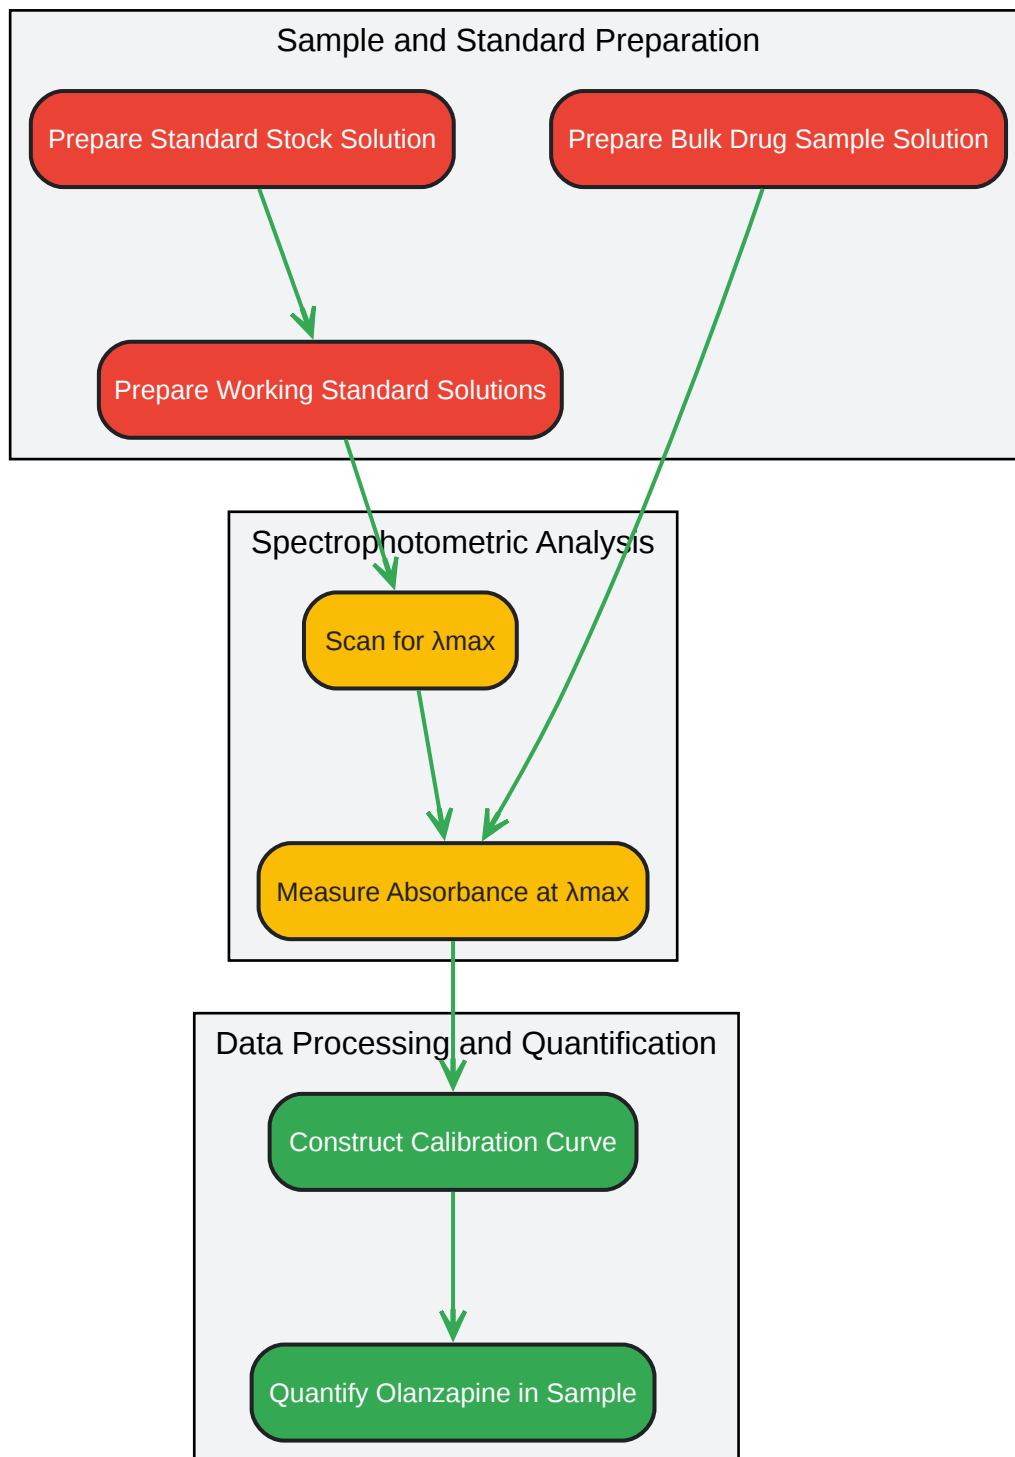 Sample and Standard Preparation
Prepare Standard Stock Solution
Prepare Bulk Drug Sample Solution
Prepare Working Standard Solutions
Spectrophotometric Analysis
Scan for λmax
Measure Absorbance at λmax
Data Processing and Quantification
Construct Calibration Curve
Quantify Olanzapine in Sample